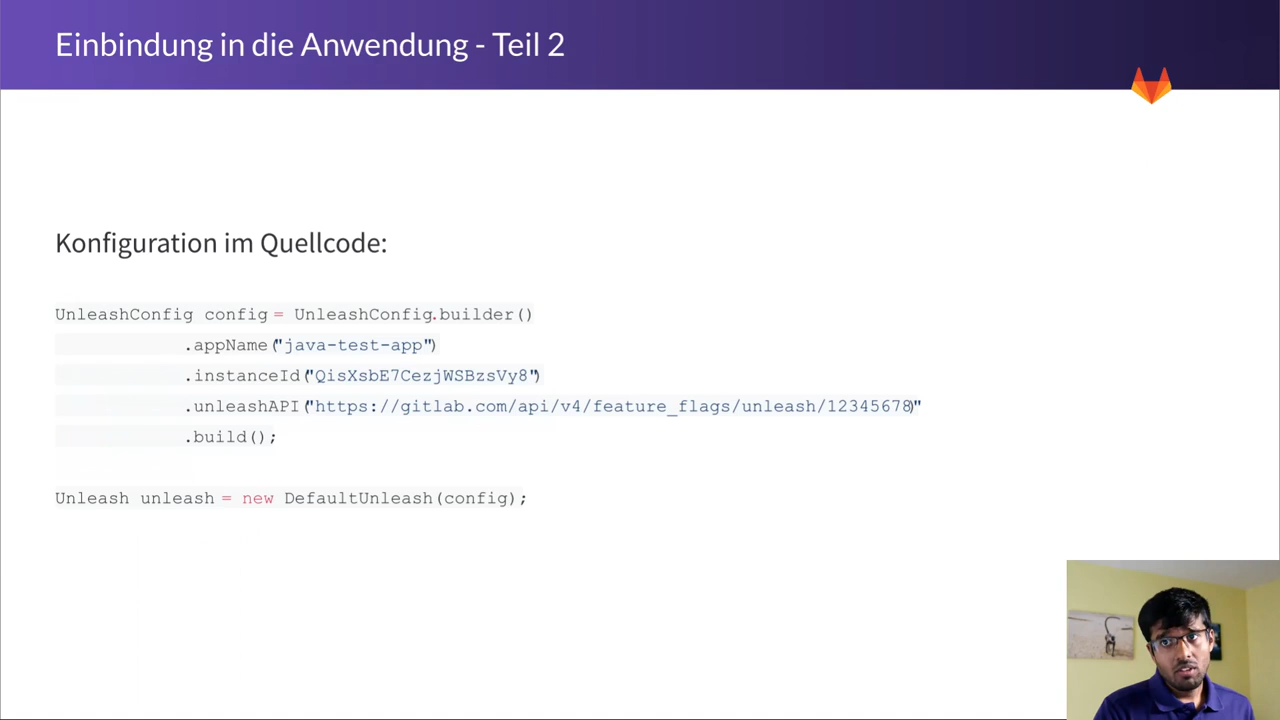 Einbindung in die Anwendung - Teil 2
Konfiguration im Quellcode:
UnleashConfig config = UnleashConfig.builder()
.appName("java-test-app")
.instanceId("QisXsbE7CezjWSBzsVy8")
.unleashAPI("https://gitlab.com/api/v4/feature_flags/unleash/12345678)"
.build();
Unleash unleash = new DefaultUnleash(config);